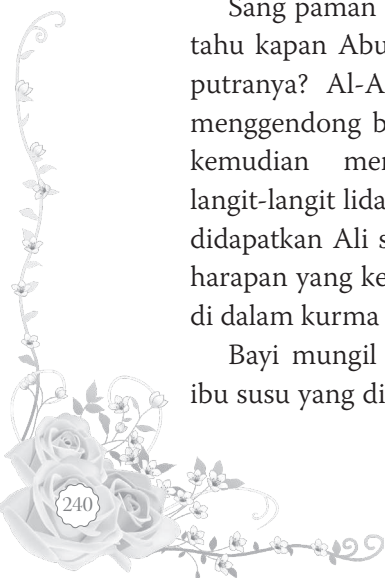 Sang paman
tahu kapan Abu
putranya? Al-A
menggendong b
kemudian mer
langit-langit lida
didapatkan Ali s
harapan yang ke
di dalam kurma
Bayi mungil
ibu susu yang di
240